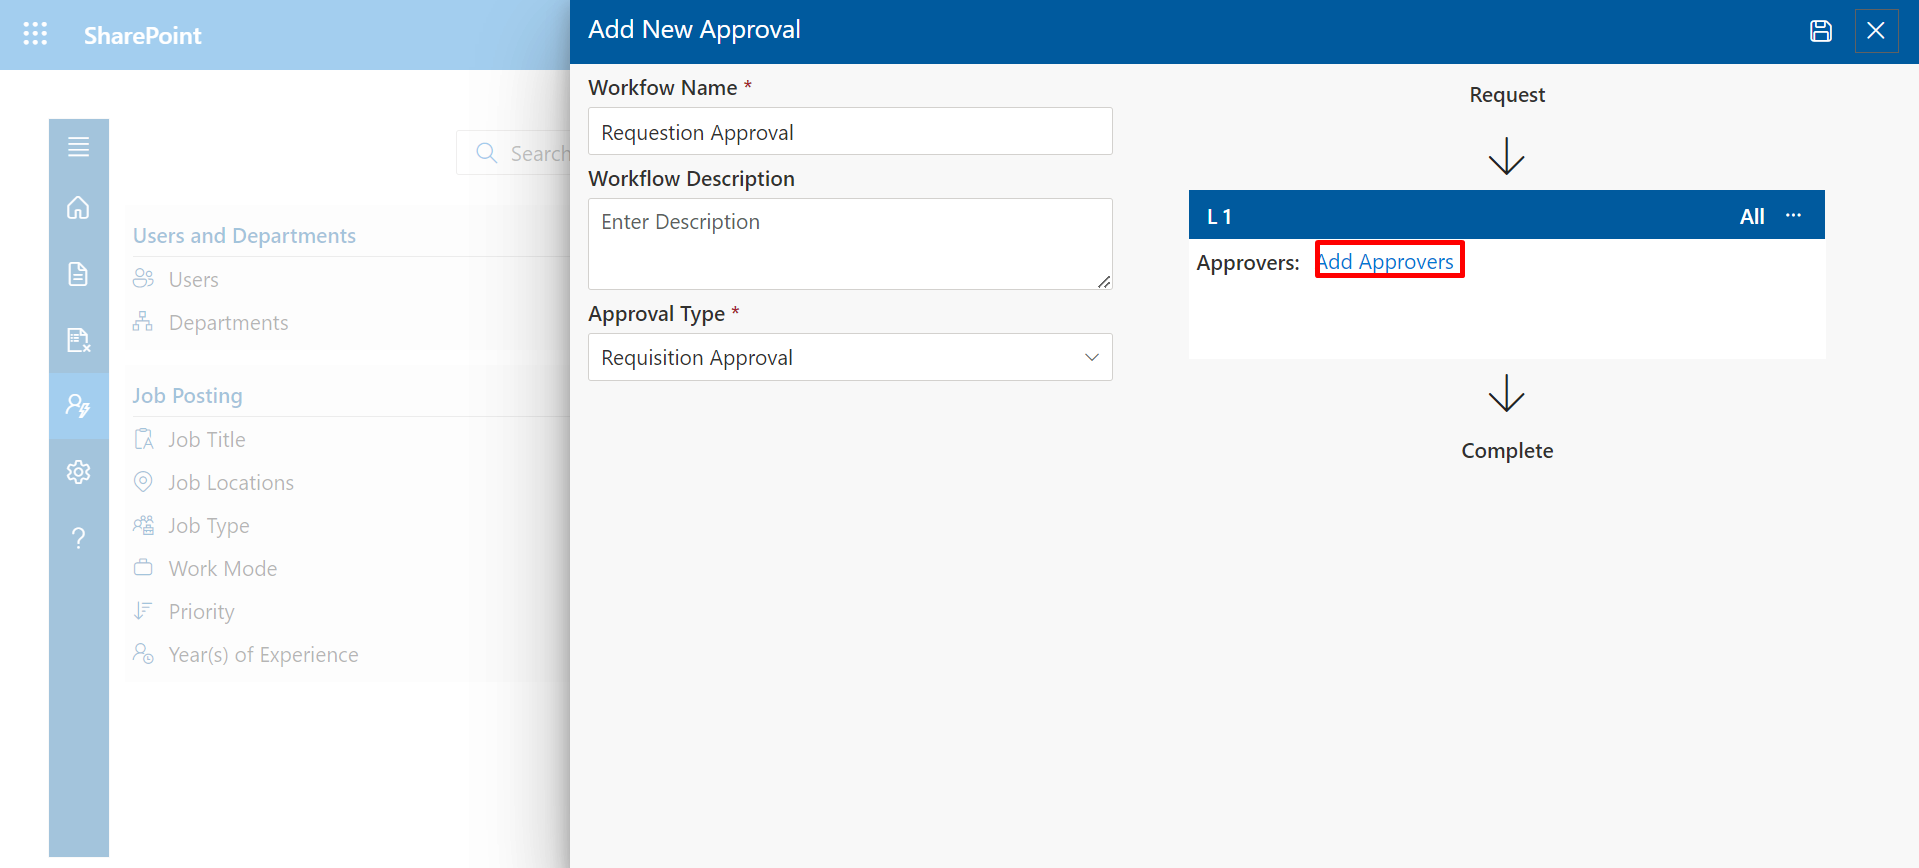 SharePoint
Search
Users and Departments
Users
Departments
Job Posting
Job Title
Job Locations
Job Type
Work Mode
Priority
Year(s) of Experience
Add New Approval
Workfow Name *
Requestion Approval
Workflow Description
Enter Description
Approval Type *
Requisition Approval
Request
L 1 All ···
Approvers: Add Approvers
Complete